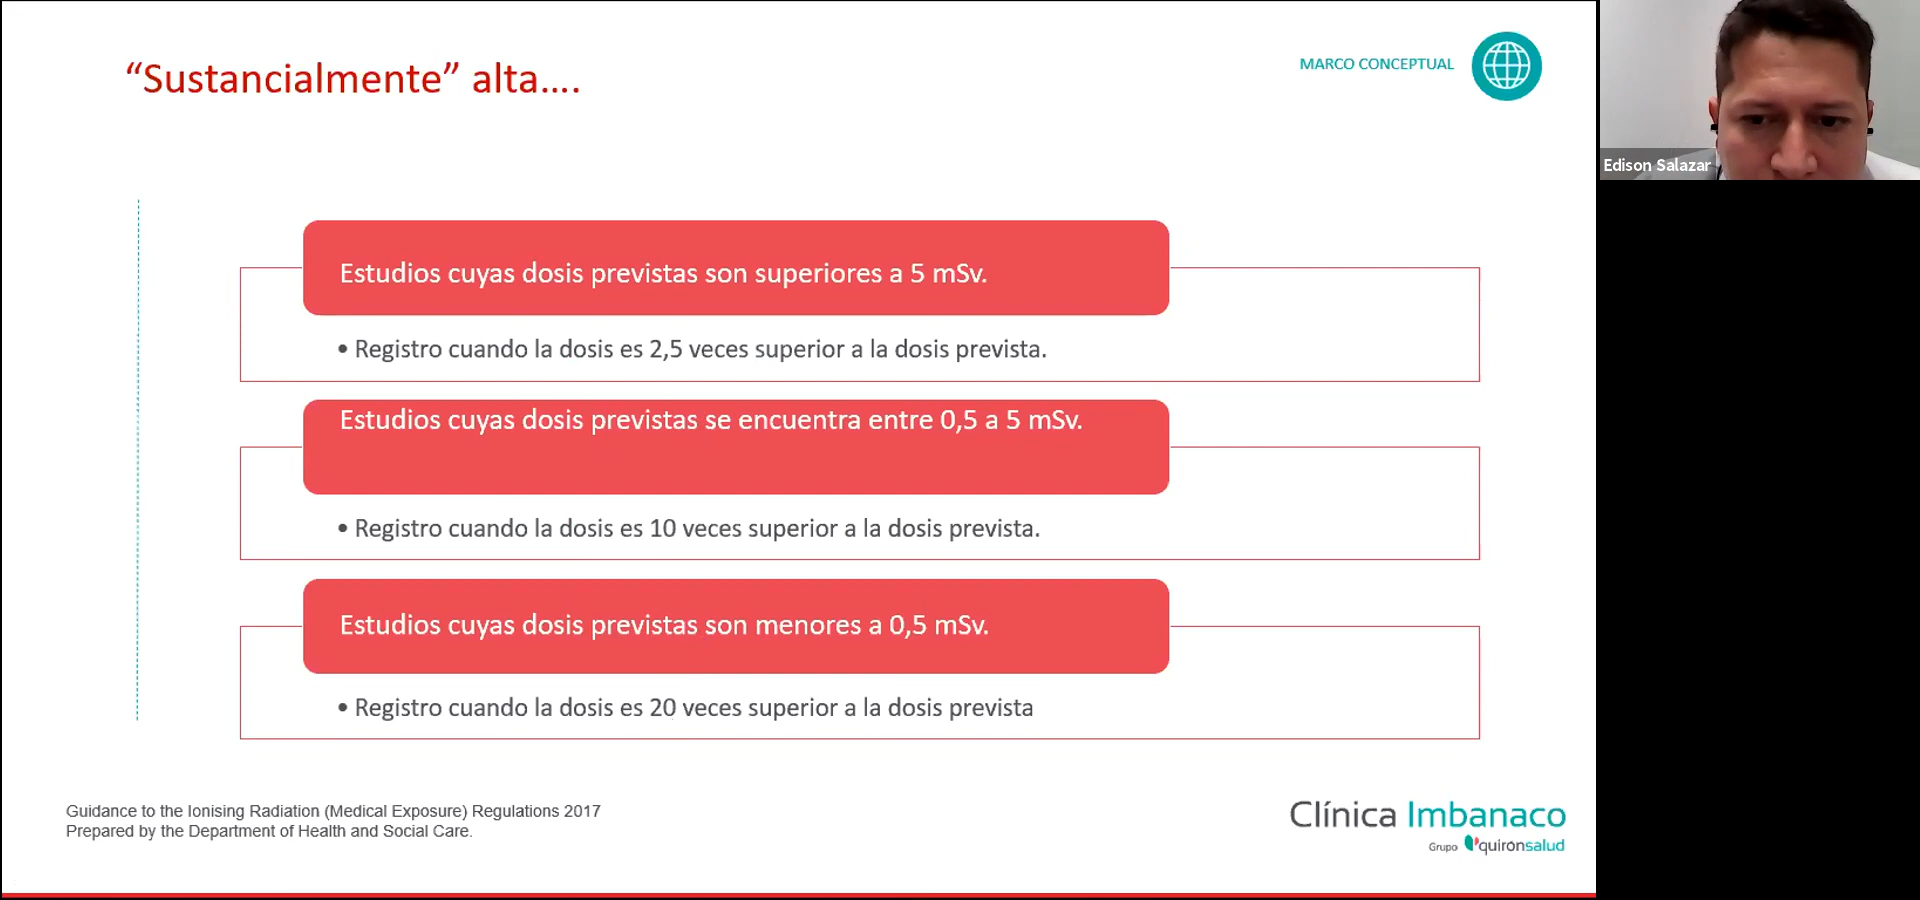 “Sustancialmente” alta....
MARCO CONCEPTUAL
Edison Salazar
Estudios cuyas dosis previstas son superiores a 5 mSv.
• Registro cuando la dosis es 2,5 veces superior a la dosis prevista.
Estudios cuyas dosis previstas se encuentra entre 0,5 a 5 mSv.
• Registro cuando la dosis es 10 veces superior a la dosis prevista.
Estudios cuyas dosis previstas son menores a 0,5 mSv.
• Registro cuando la dosis es 20 veces superior a la dosis prevista
Guidance to the Ionising Radiation (Medical Exposure) Regulations 2017
Prepared by the Department of Health and Social Care.
Clínica Imbanaco
Grupo quirónsalud